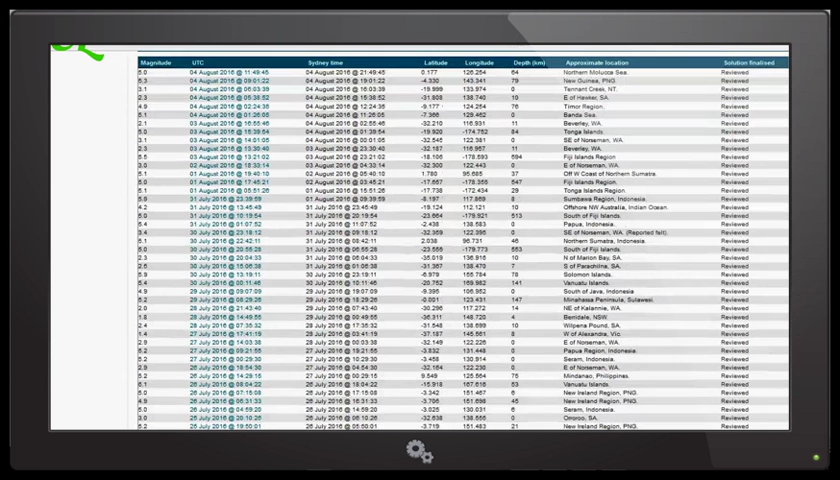 Magnitude UTC Sydney time Latitude Longitude Depth (km) Approximate location Solution finalised
5.0 04 August 2016 @ 11:49:45 04 August 2016 @ 21:49:45 0.177 126.254 64 Northern Molucca Sea. Reviewed
5.3 04 August 2016 @ 09:01:22 04 August 2016 @ 19:01:22 -4.330 143.341 79 New Guinea, PNG. Reviewed
3.1 04 August 2016 @ 06:03:39 04 August 2016 @ 16:03:39 -19.999 133.974 0 Tennant Creek, NT. Reviewed
2.3 04 August 2016 @ 05:38:52 04 August 2016 @ 15:38:52 -31.808 138.740 10 E of Hawker, SA. Reviewed
4.9 04 August 2016 @ 02:24:35 04 August 2016 @ 12:24:35 -9.177 124.254 76 Timor Region. Reviewed
5.1 04 August 2016 @ 01:26:05 04 August 2016 @ 11:26:05 -7.366 129.462 0 Banda Sea. Reviewed
2.1 03 August 2016 @ 16:55:46 04 August 2016 @ 02:55:46 -32.210 116.931 11 Beverley, WA. Reviewed
5.0 03 August 2016 @ 15:39:54 04 August 2016 @ 01:39:54 -19.920 -174.752 84 Tonga Islands. Reviewed
3.1 03 August 2016 @ 14:01:05 04 August 2016 @ 00:01:05 -32.545 122.381 0 SE of Norseman, WA. Reviewed
2.3 03 August 2016 @ 13:30:40 03 August 2016 @ 23:30:40 -32.187 116.957 11 Beverley, WA. Reviewed
5.5 03 August 2016 @ 13:21:02 03 August 2016 @ 23:21:02 -18.106 -178.593 594 Fiji Islands Region Reviewed
3.0 02 August 2016 @ 18:33:14 03 August 2016 @ 04:33:14 -32.300 122.443 0 E of Norseman, WA. Reviewed
5.1 01 August 2016 @ 19:40:10 02 August 2016 @ 05:40:10 1.780 95.685 37 Off W Coast of Northern Sumatra. Reviewed
5.0 01 August 2016 @ 17:45:21 02 August 2016 @ 03:45:21 -17.687 -178.355 547 Fiji Islands Region. Reviewed
5.1 01 August 2016 @ 05:51:26 01 August 2016 @ 15:51:26 -17.738 -172.434 29 Tonga Islands Region. Reviewed
5.9 31 July 2016 @ 23:39:59 01 August 2016 @ 09:39:59 -8.197 117.869 8 Sumbawa Region, Indonesia. Reviewed
4.2 31 July 2016 @ 13:45:49 31 July 2016 @ 23:45:49 -19.124 112.121 10 Offshore NW Australia, Indian Ocean. Reviewed
5.0 31 July 2016 @ 10:19:54 31 July 2016 @ 20:19:54 -23.664 -179.921 513 South of Fiji Islands. Reviewed
5.4 31 July 2016 @ 01:07:52 31 July 2016 @ 11:07:52 -2.438 138.583 0 Papua, Indonesia. Reviewed
3.4 30 July 2016 @ 23:18:12 31 July 2016 @ 09:18:12 -32.359 122.395 0 SE of Norseman, WA. (Reported felt). Reviewed
5.1 30 July 2016 @ 22:42:11 31 July 2016 @ 08:42:11 2.038 96.731 46 Northern Sumatra, Indonesia. Reviewed
5.0 30 July 2016 @ 20:55:28 31 July 2016 @ 06:55:28 -23.555 -179.773 553 South of Fiji Islands. Reviewed
2.3 30 July 2016 @ 20:04:33 31 July 2016 @ 06:04:33 -35.019 136.916 10 N of Marion Bay, SA. Reviewed
2.6 30 July 2016 @ 15:06:38 31 July 2016 @ 01:06:38 -31.367 138.470 7 S of Parachilna, SA. Reviewed
5.9 30 July 2016 @ 13:19:11 30 July 2016 @ 23:19:11 -6.979 155.784 78 Solomon Islands. Reviewed
5.4 30 July 2016 @ 00:11:46 30 July 2016 @ 10:11:46 -20.752 169.982 141 Vanuatu Islands. Reviewed
4.9 29 July 2016 @ 09:07:09 29 July 2016 @ 19:07:09 -9.395 106.952 0 South of Java, Indonesia Reviewed
5.2 29 July 2016 @ 08:29:26 29 July 2016 @ 18:29:26 -0.001 123.431 147 Minahassa Peninsula, Sulawesi. Reviewed
2.0 28 July 2016 @ 21:43:40 29 July 2016 @ 07:43:40 -30.296 117.272 14 NE of Kalannie, WA. Reviewed
1.8 28 July 2016 @ 14:49:55 29 July 2016 @ 00:49:55 -36.311 148.720 4 Berridale, NSW. Reviewed
2.4 28 July 2016 @ 07:35:32 28 July 2016 @ 17:35:32 -31.548 138.699 10 Wilpena Pound, SA. Reviewed
1.4 27 July 2016 @ 17:41:19 28 July 2016 @ 03:41:19 -37.187 145.561 8 W of Alexandra, Vic. Reviewed
2.9 27 July 2016 @ 14:03:38 28 July 2016 @ 00:03:38 -32.149 122.226 0 E of Norseman, WA. Reviewed
5.2 27 July 2016 @ 09:21:55 27 July 2016 @ 19:21:55 -3.832 131.448 0 Papua Region, Indonesia. Reviewed
5.2 27 July 2016 @ 00:29:30 27 July 2016 @ 10:29:30 -3.458 130.914 0 Seram, Indonesia. Reviewed
2.9 26 July 2016 @ 18:54:30 27 July 2016 @ 04:54:30 -32.164 122.230 0 E of Norseman, WA. Reviewed
5.2 26 July 2016 @ 14:29:15 27 July 2016 @ 00:29:15 9.549 125.564 75 Mindanao, Philippines. Reviewed
6.1 26 July 2016 @ 08:04:22 26 July 2016 @ 18:04:22 -15.918 167.616 53 Vanuatu Islands. Reviewed
5.0 26 July 2016 @ 07:15:08 26 July 2016 @ 17:15:08 -3.342 151.467 6 New Ireland Region, PNG. Reviewed
4.9 26 July 2016 @ 06:31:33 26 July 2016 @ 16:31:33 -3.706 151.698 45 New Ireland Region, PNG. Reviewed
5.0 26 July 2016 @ 04:59:20 26 July 2016 @ 14:59:20 -3.025 130.031 6 Seram, Indonesia. Reviewed
3.0 25 July 2016 @ 20:10:26 26 July 2016 @ 06:10:26 -32.638 138.556 0 Orroroo, SA. Reviewed
5.2 25 July 2016 @ 19:50:01 26 July 2016 @ 05:50:01 -3.719 151.483 21 New Ireland Region, PNG. Reviewed